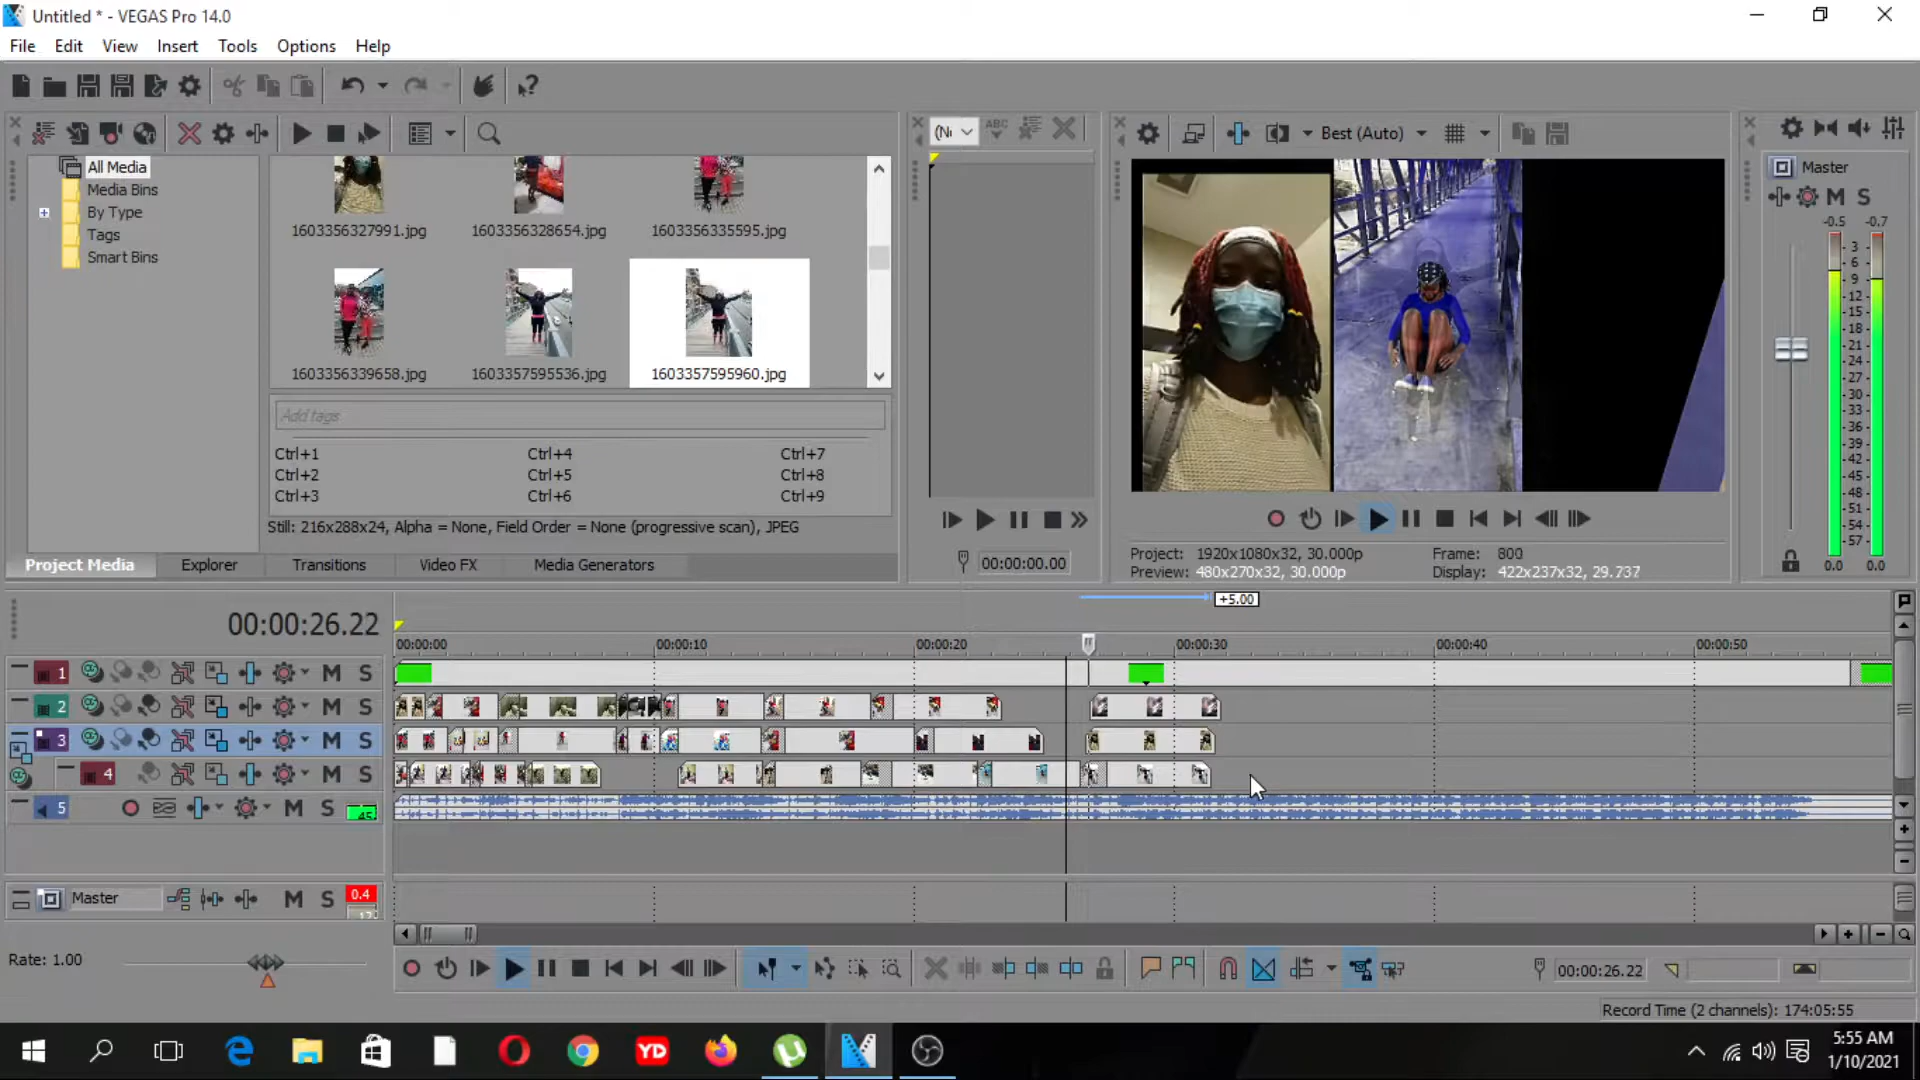 Untitled * - VEGAS Pro 14.0
File Edit View Insert Tools Options Help
Best (Auto)
All Media
Media Bins
By Type
Tags
Smart Bins
1603356327991.jpg 1603356328654.jpg 1603356335595.jpg
1603356339658.jpg 1603357595536.jpg 1603357595960.jpg
Add tags
Ctrl+1 Ctrl+4 Ctrl+7
Ctrl+2 Ctrl+5 Ctrl+8
Ctrl+3 Ctrl+6 Ctrl+9
Still: 216x288x24, Alpha = None, Field Order = None (progressive scan), JPEG
Project Media Explorer Transitions Video FX Media Generators
00:00:00.00
Project: 1920x1080x32, 30.000p Frame: 800
Preview: 480x270x32, 30.000p Display: 422x237x32, 29.737
Master
M S
-0.5 -0.7
3
6
9
12
15
18
21
24
27
30
33
36
39
42
45
48
51
54
57
0.0 0.0
+5.00
00:00:26.22
00:00:00 00:00:10 00:00:20 00:00:30 00:00:40 00:00:50
1 M S
2 M S
3 M S
4 M S
5 M S 45
Master M S 0.4
Rate: 1.00
00:00:26.22
Record Time (2 channels): 174:05:55
YD
5:55 AM
1/10/2021